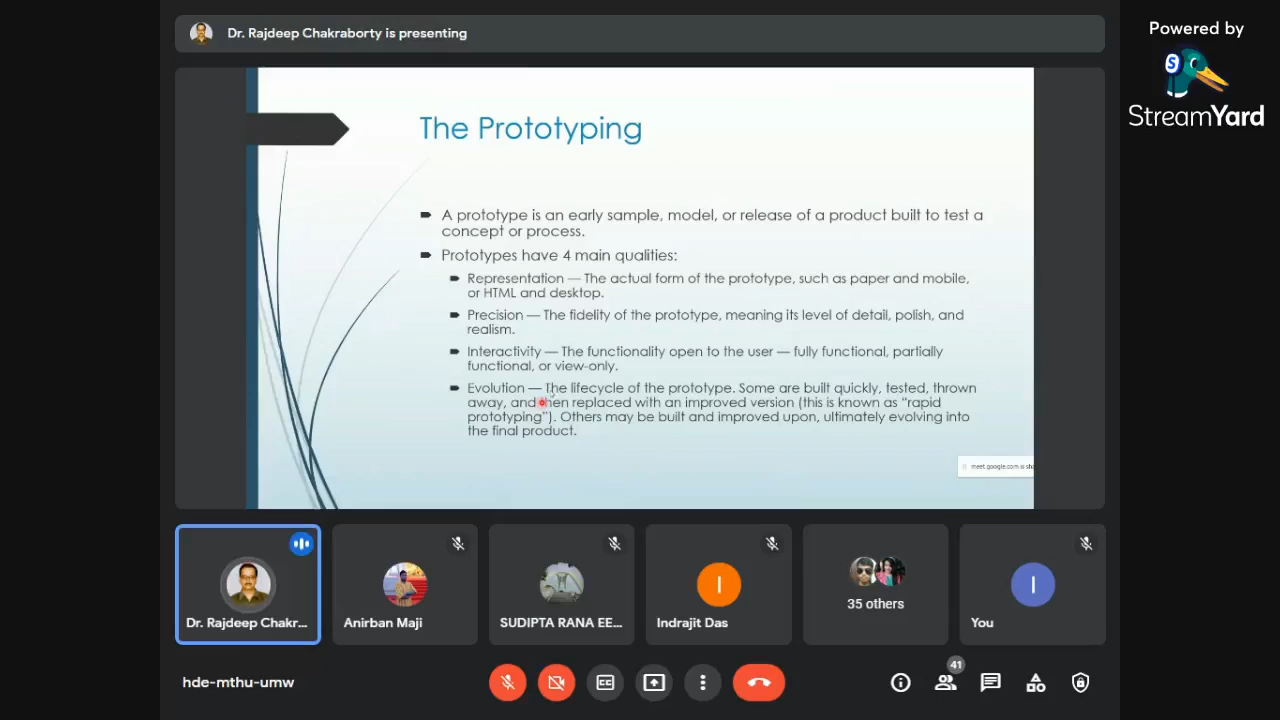 Dr. Rajdeep Chakraborty is presenting
Powered by
S
StreamYard
The Prototyping
A prototype is an early sample, model, or release of a product built to test a
concept or process.
Prototypes have 4 main qualities:
Representation — The actual form of the prototype, such as paper and mobile,
or HTML and desktop.
Precision — The fidelity of the prototype, meaning its level of detail, polish, and
realism.
Interactivity — The functionality open to the user — fully functional, partially
functional, or view-only.
Evolution — The lifecycle of the prototype. Some are built quickly, tested, thrown
away, and then replaced with an improved version (this is known as "rapid
prototyping"). Others may be built and improved upon, ultimately evolving into
the final product.
meet.google.com is sha
Dr. Rajdeep Chakr...
Anirban Maji
SUDIPTA RANA EE...
I
Indrajit Das
35 others
I
You
hde-mthu-umw
CC
41